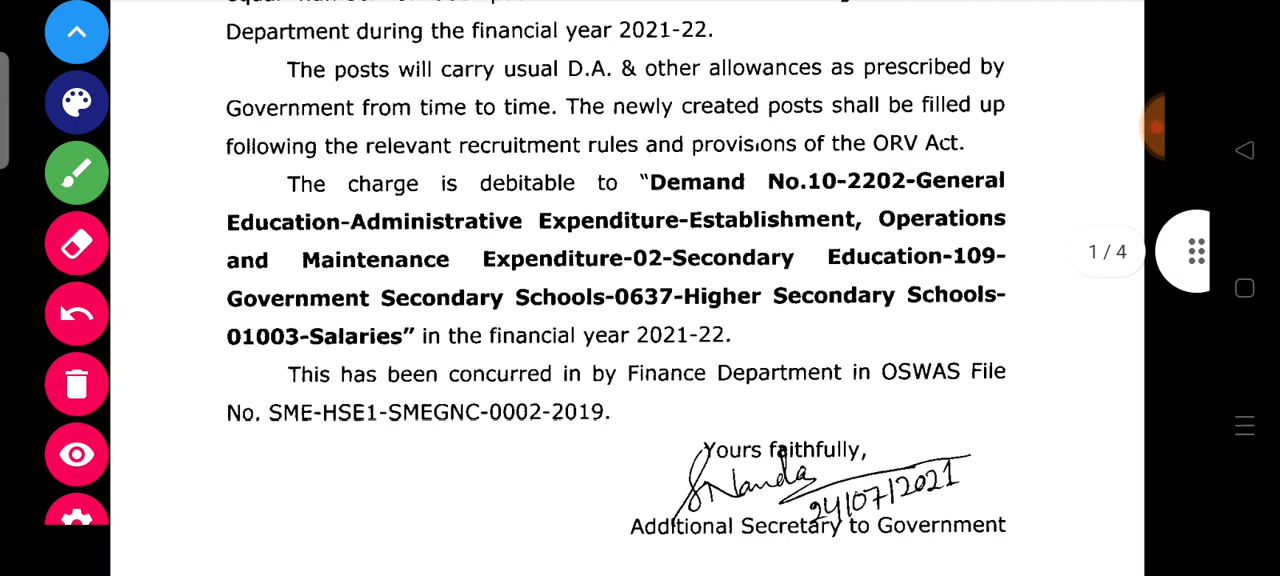 Department during the financial year 2021-22.
The posts will carry usual D.A. & other allowances as prescribed by
Government from time to time. The newly created posts shall be filled up
following the relevant recruitment rules and provisions of the ORV Act.
The charge is debitable to “Demand No.10-2202-General
Education-Administrative Expenditure-Establishment, Operations
and Maintenance Expenditure-02-Secondary Education-109-
Government Secondary Schools-0637-Higher Secondary Schools-
01003-Salaries” in the financial year 2021-22.
This has been concurred in by Finance Department in OSWAS File
No. SME-HSE1-SMEGNC-0002-2019.
Yours faithfully,
SNanda
24/07/2021
Additional Secretary to Government
1 / 4